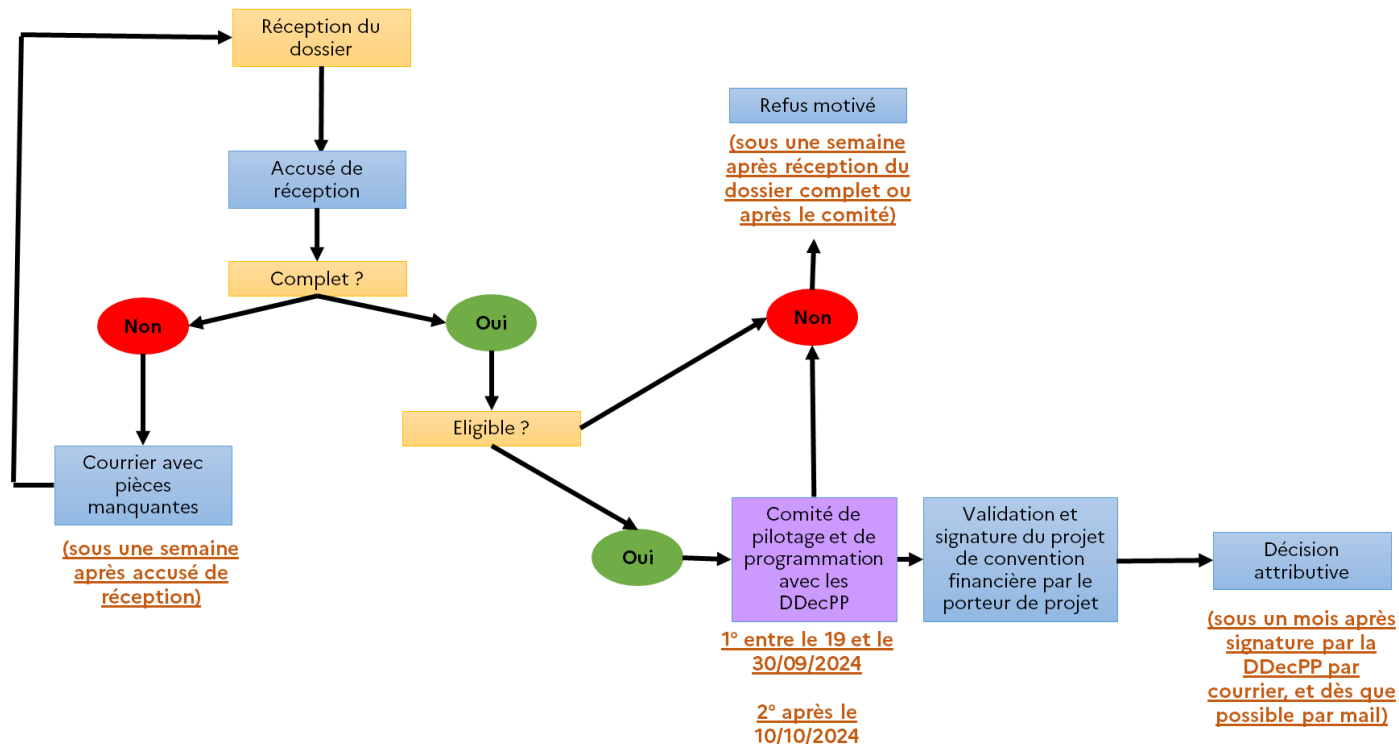 Réception du
dossier
Accusé de
réception
Complet ?
Non
Oui
Courrier avec
pièces
manquantes
(sous une semaine
après accusé de
réception)
Eligible ?
Refus motivé
(sous une semaine
après réception du
dossier complet ou
après le comité)
Non
Oui
Comité de
pilotage et de
programmation
avec les
DDecPP
1° entre le 19 et le
30/09/2024
2° après le
10/10/2024
Validation et
signature du projet
de convention
financière par le
porteur de projet
Décision
attributive
(sous un mois après
signature par la
DDecPP par
courrier, et dès que
possible par mail)